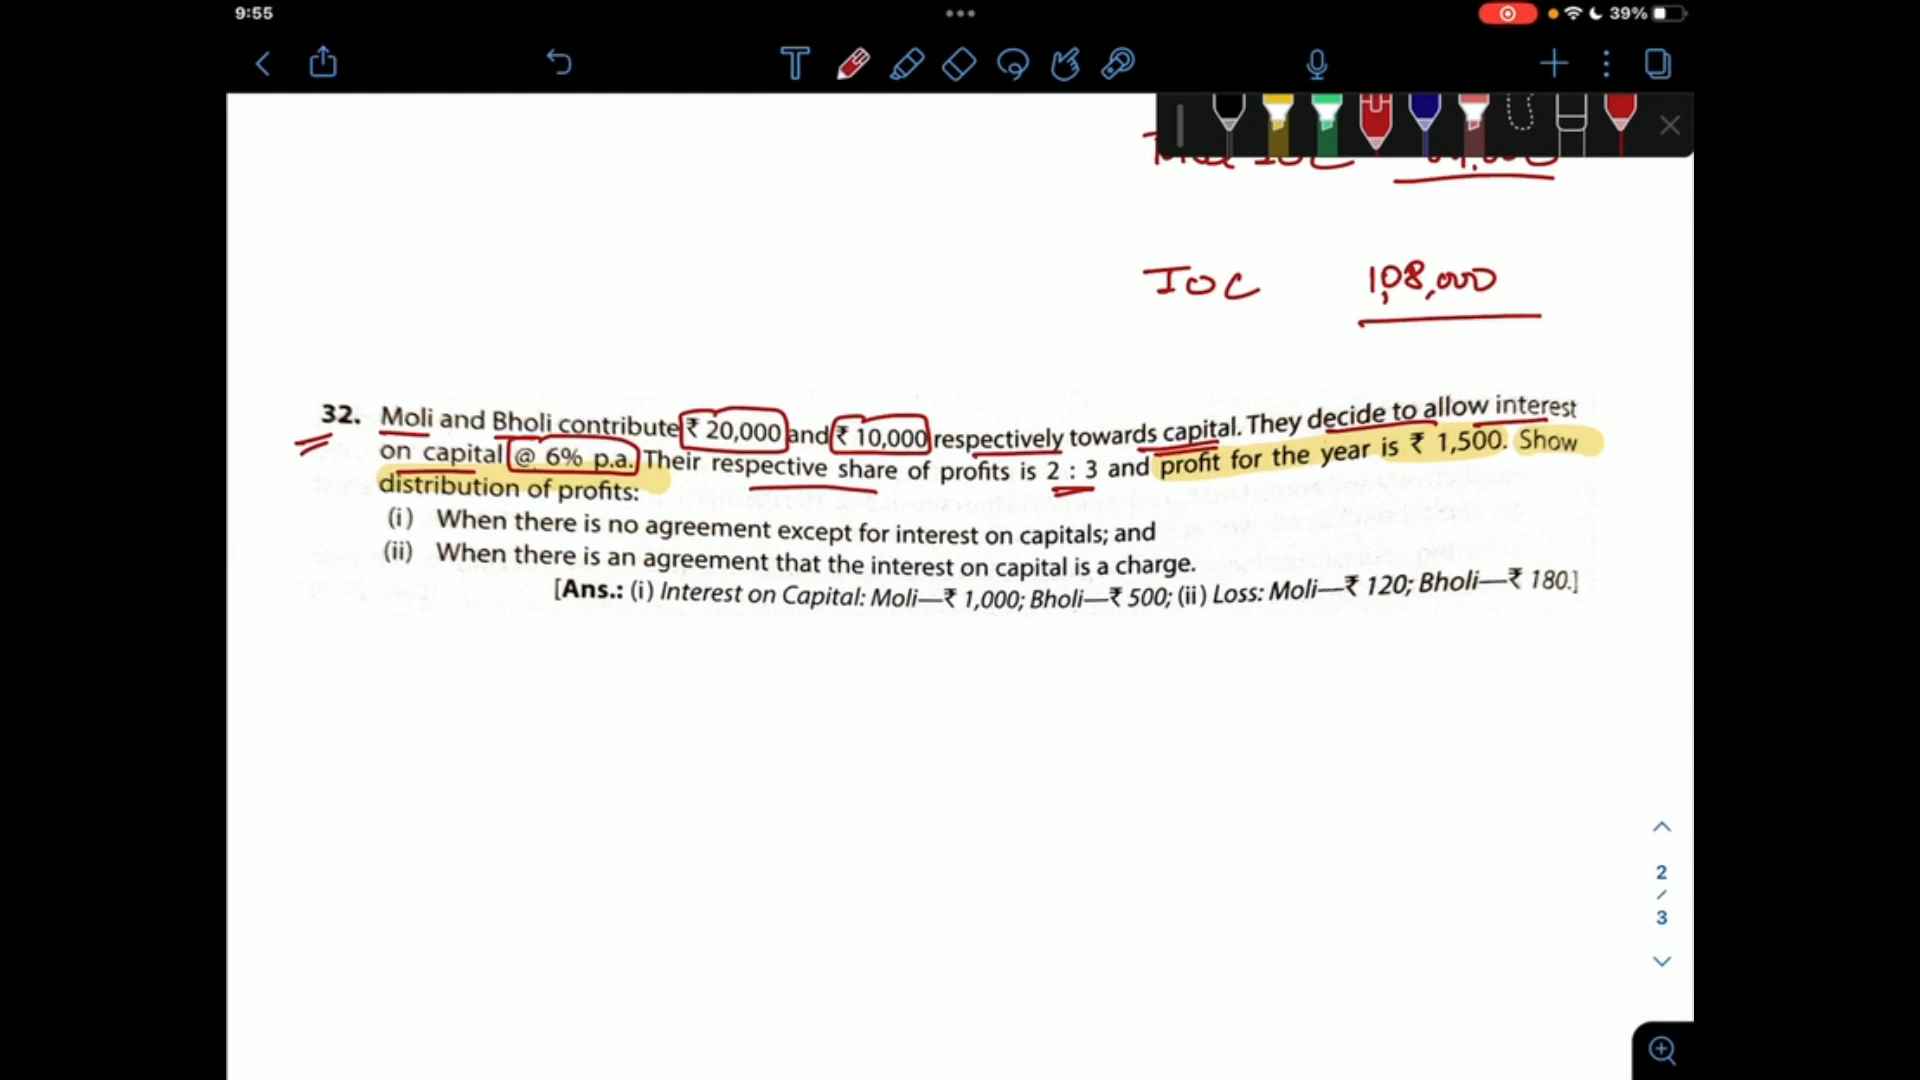 9:55
39%
IOC 1,08,000
32. Moli and Bholi contribute ₹ 20,000 and ₹ 10,000 respectively towards capital. They decide to allow interest
on capital @ 6% p.a. Their respective share of profits is 2 : 3 and profit for the year is ₹ 1,500. Show
distribution of profits:
(i) When there is no agreement except for interest on capitals; and
(ii) When there is an agreement that the interest on capital is a charge.
[Ans.: (i) Interest on Capital: Moli—₹ 1,000; Bholi—₹ 500; (ii) Loss: Moli—₹ 120; Bholi—₹ 180.]
2
/
3